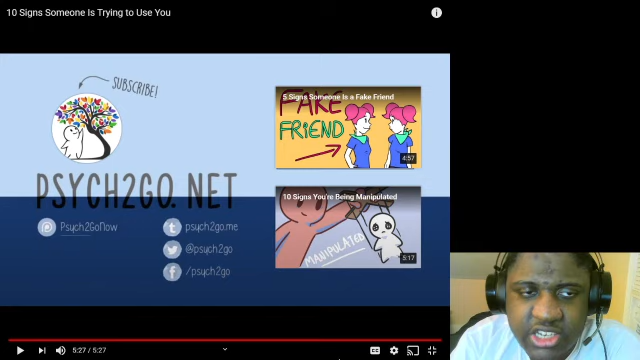 10 Signs Someone Is Trying to Use You
SUBSCRIBE!
PSYCH2GO.NET
Psych2GoNow
psych2go.me
@psych2go
/psych2go
5 Signs Someone Is a Fake Friend
FAKE
FRIEND
4:57
10 Signs You're Being Manipulated
MANIPULATED
5:17
5:27 / 5:27